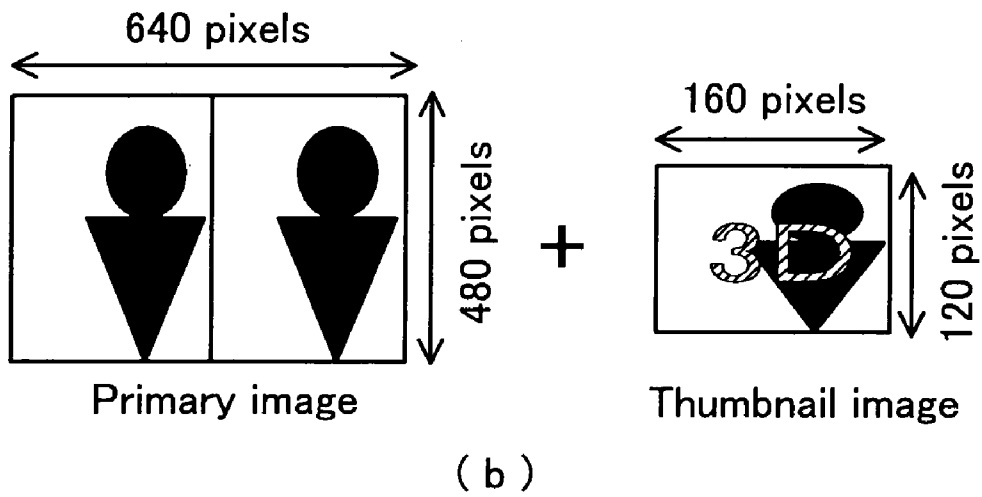 640 pixels
480 pixels
Primary image
+
160 pixels
120 pixels
3D
Thumbnail image
( b )